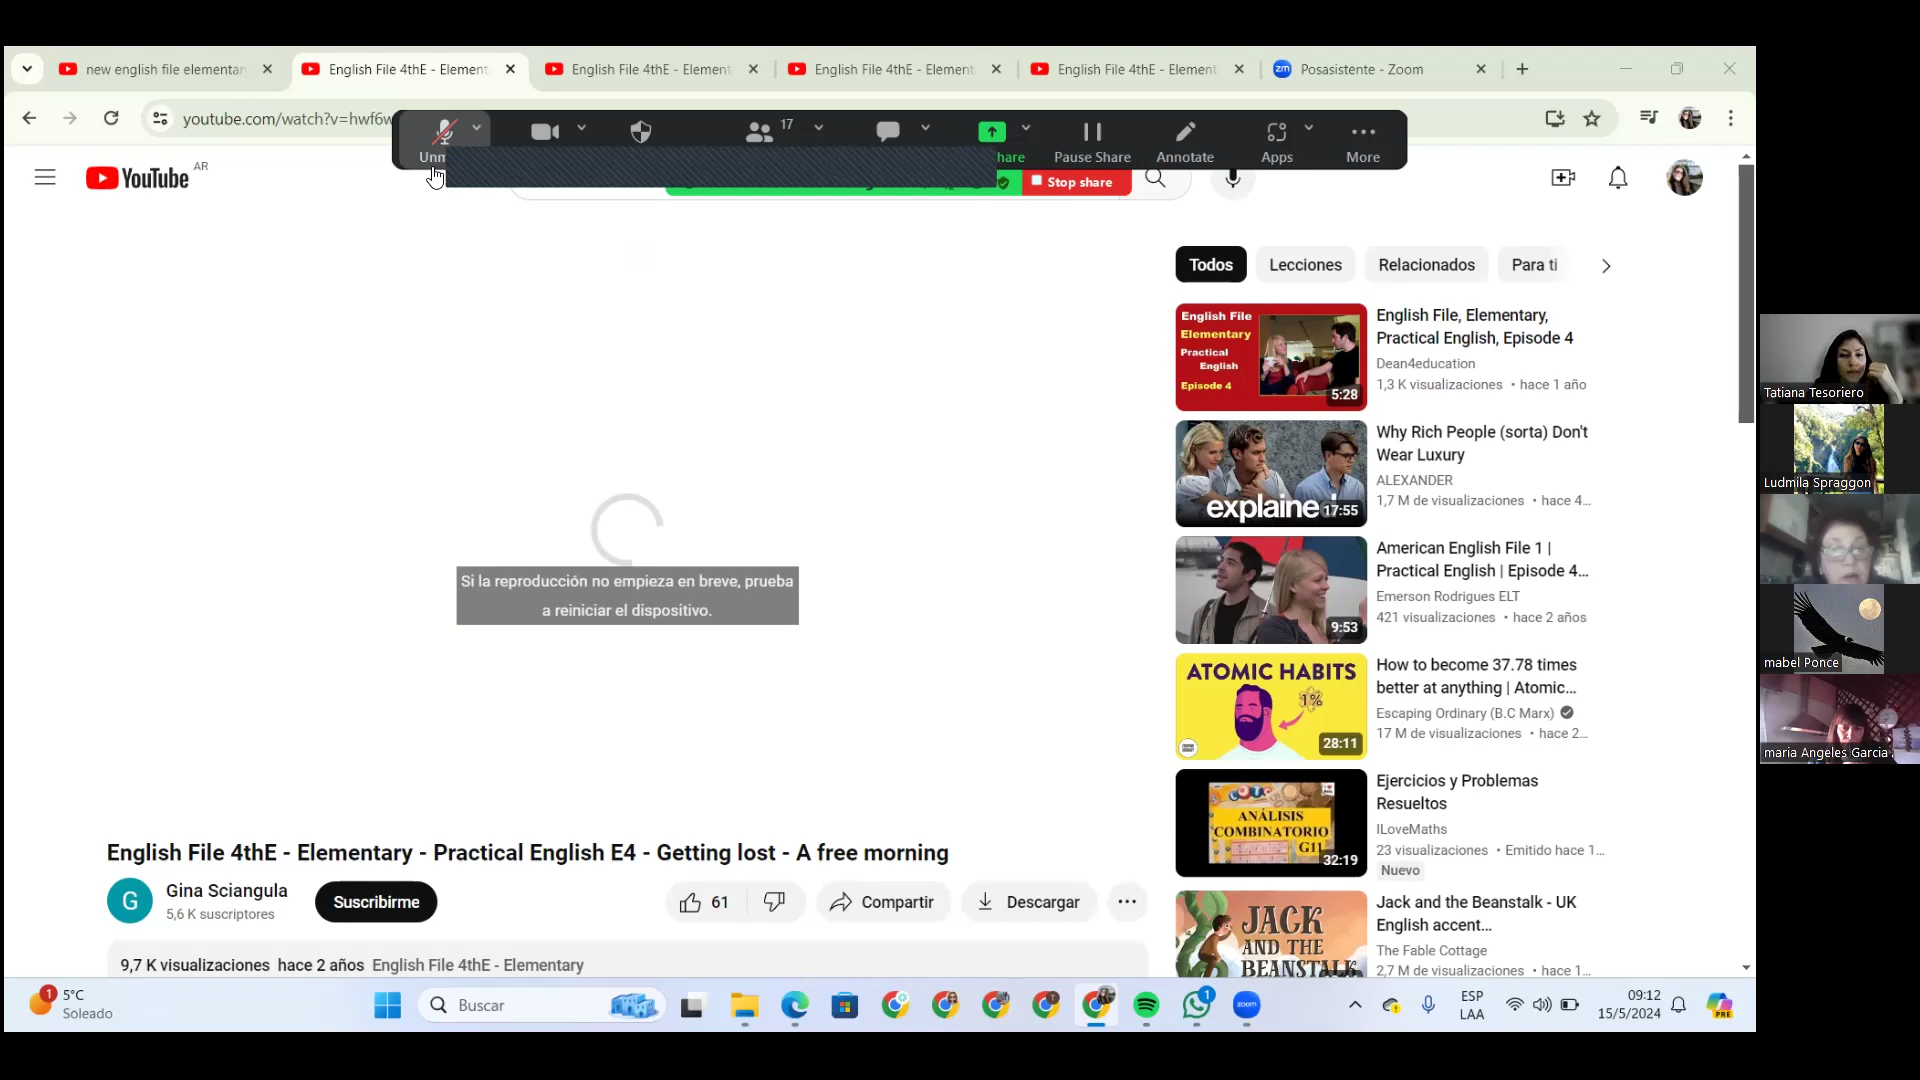 new english file elementar
English File 4thE - Element
English File 4thE - Element
English File 4thE - Element
English File 4thE - Element
zm
Posasistente - Zoom
youtube.com/watch?v=hwf6w
17
Unm
hare
Pause Share
Annotate
Apps
More
Stop share
YouTube
AR
Todos
Lecciones
Relacionados
Para ti
Si la reproducción no empieza en breve, prueba
a reiniciar el dispositivo.
English File
Elementary
Practical
English
Episode 4
5:28
English File, Elementary,
Practical English, Episode 4
Dean4education
1,3 K visualizaciones • hace 1 año
explained
17:55
Why Rich People (sorta) Don't
Wear Luxury
ALEXANDER
1,7 M de visualizaciones • hace 4...
9:53
American English File 1 |
Practical English | Episode 4...
Emerson Rodrigues ELT
421 visualizaciones • hace 2 años
ATOMIC HABITS
1%
28:11
How to become 37.78 times
better at anything | Atomic...
Escaping Ordinary (B.C Marx)
17 M de visualizaciones • hace 2...
ANÁLISIS
COMBINATORIO
G11
32:19
Ejercicios y Problemas
Resueltos
ILoveMaths
23 visualizaciones • Emitido hace 1...
Nuevo
JACK
AND THE
BEANSTALK
Jack and the Beanstalk - UK
English accent...
The Fable Cottage
2,7 M de visualizaciones • hace 1...
English File 4thE - Elementary - Practical English E4 - Getting lost - A free morning
G
Gina Sciangula
5,6 K suscriptores
Suscribirme
61
Compartir
Descargar
9,7 K visualizaciones hace 2 años English File 4thE - Elementary
Tatiana Tesoriero
Ludmila Spraggon
mabel Ponce
maria Angeles Garcia
1
5°C
Soleado
Buscar
1
zoom
ESP
LAA
09:12
15/5/2024
PRE